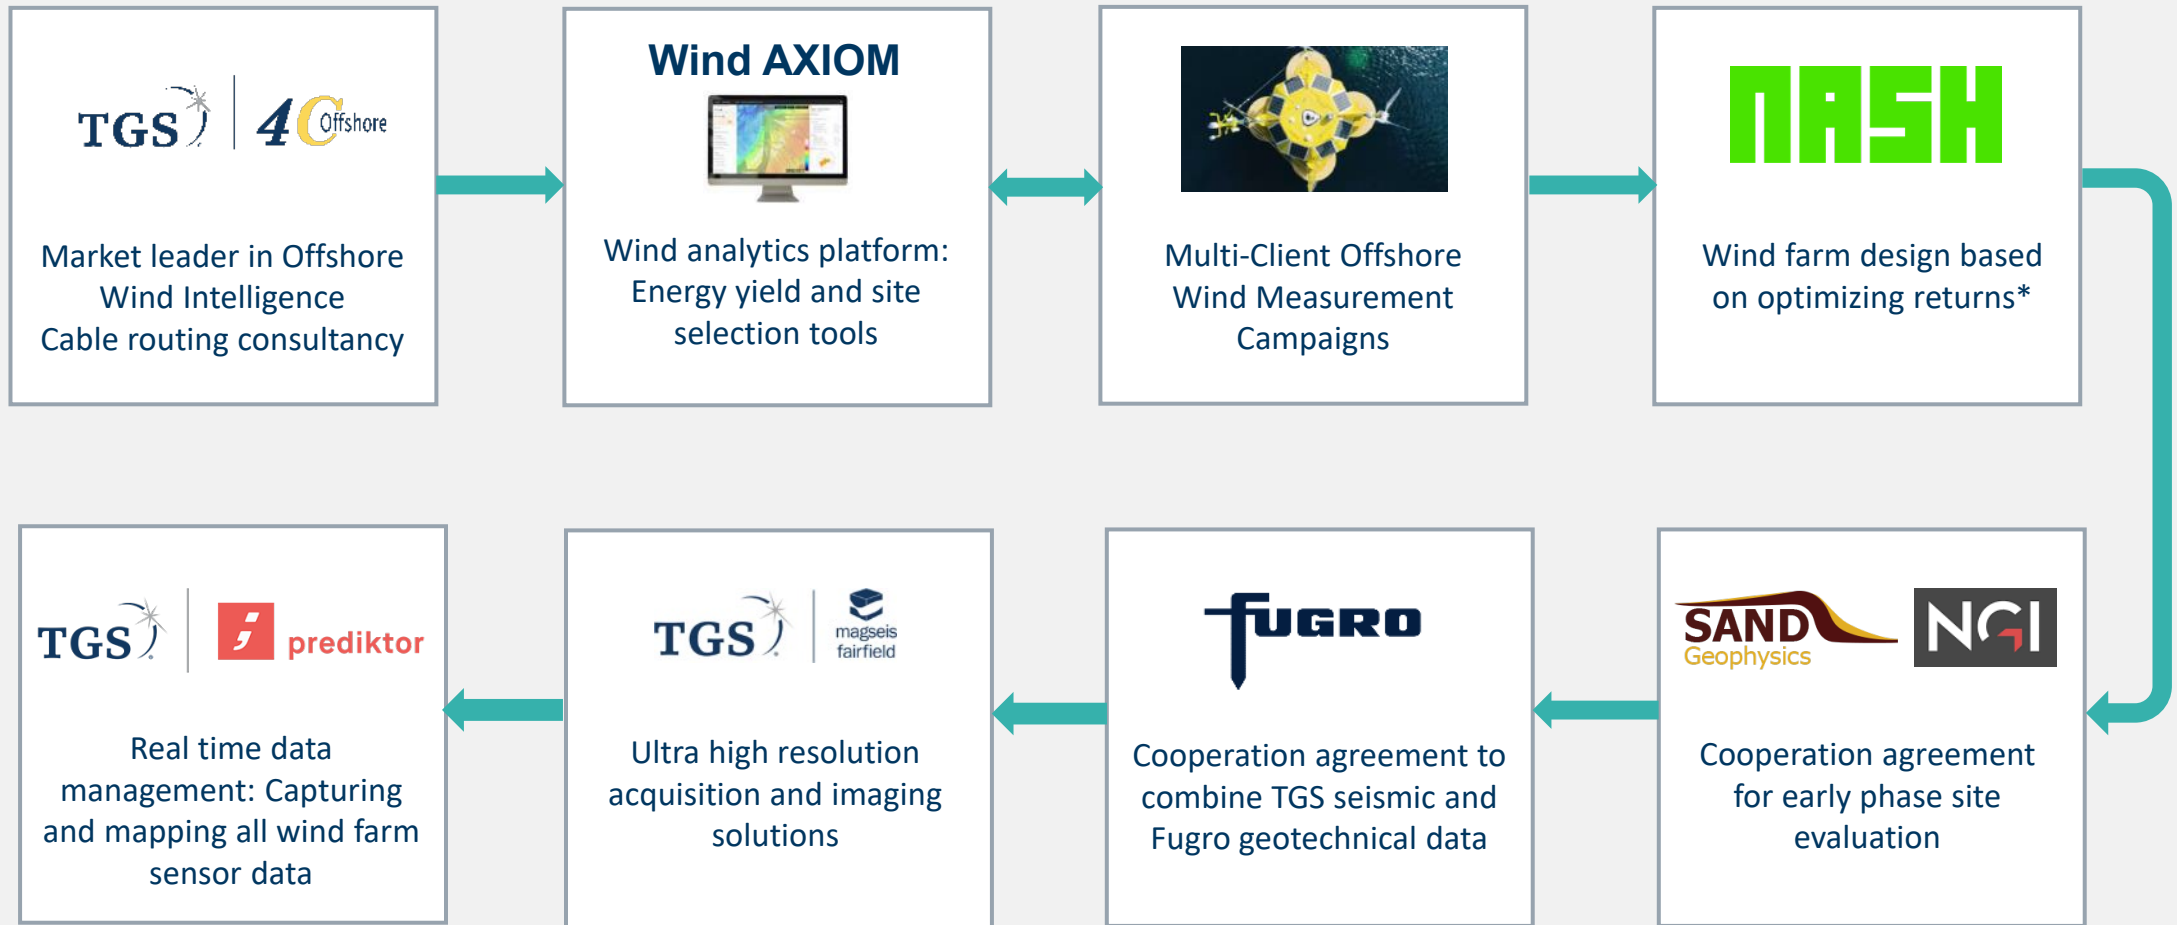 TGS
4C Offshore
Market leader in Offshore
Wind Intelligence
Cable routing consultancy
Wind AXIOM
Wind analytics platform:
Energy yield and site
selection tools
Multi-Client Offshore
Wind Measurement
Campaigns
NASH
Wind farm design based
on optimizing returns*
TGS
prediktor
Real time data
management: Capturing
and mapping all wind farm
sensor data
TGS
magseis
fairfield
Ultra high resolution
acquisition and imaging
solutions
FUGRO
Cooperation agreement to
combine TGS seismic and
Fugro geotechnical data
SAND
Geophysics
NGI
Cooperation agreement
for early phase site
evaluation